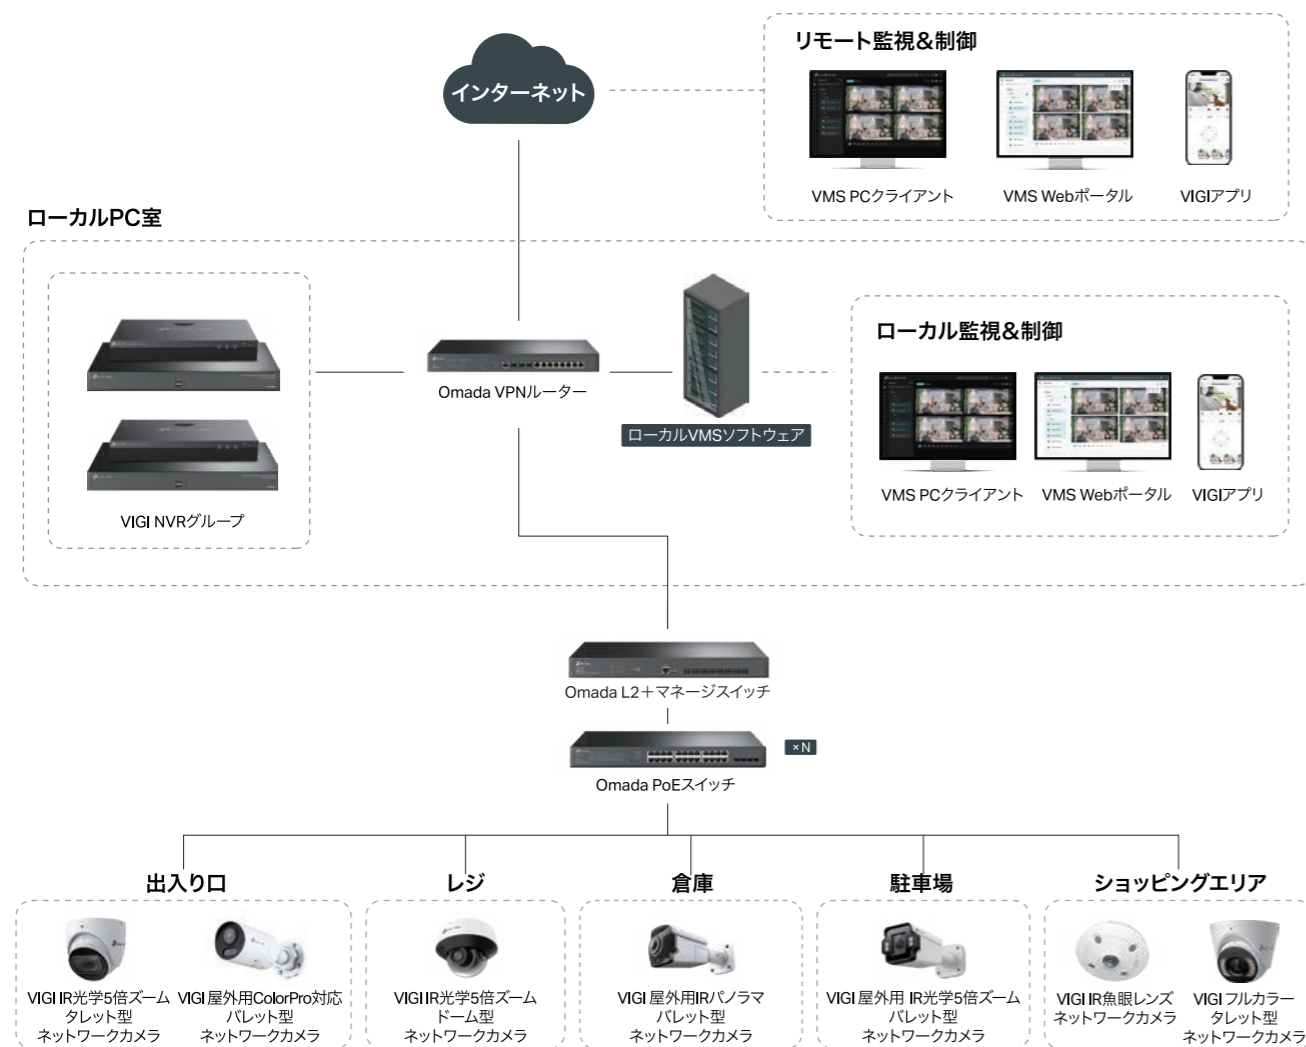 リモート監視&制御
インターネット
VMS PCクライアント
VMS Webポータル
VIGIアプリ
ローカルPC室
ローカル監視&制御
Omada VPNルーター
ローカルVMSソフトウェア
VMS PCクライアント
VMS Webポータル
VIGIアプリ
VIGI NVRグループ
Omada L2+マネージスイッチ
×N
Omada PoEスイッチ
出入り口
レジ
倉庫
駐車場
ショッピングエリア
VIGI IR光学5倍ズーム
タレット型
ネットワークカメラ
VIGI 屋外用ColorPro対応
バレット型
ネットワークカメラ
VIGI IR光学5倍ズーム
ドーム型
ネットワークカメラ
VIGI 屋外用IRパノラマ
バレット型
ネットワークカメラ
VIGI 屋外用 IR光学5倍ズーム
バレット型
ネットワークカメラ
VIGI IR魚眼レンズ
ネットワークカメラ
VIGI フルカラー
タレット型
ネットワークカメラ